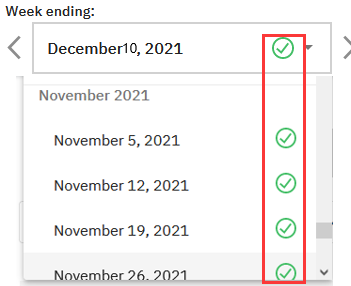 Week ending:
December10, 2021
November 2021
November 5, 2021
November 12, 2021
November 19, 2021
November 26, 2021